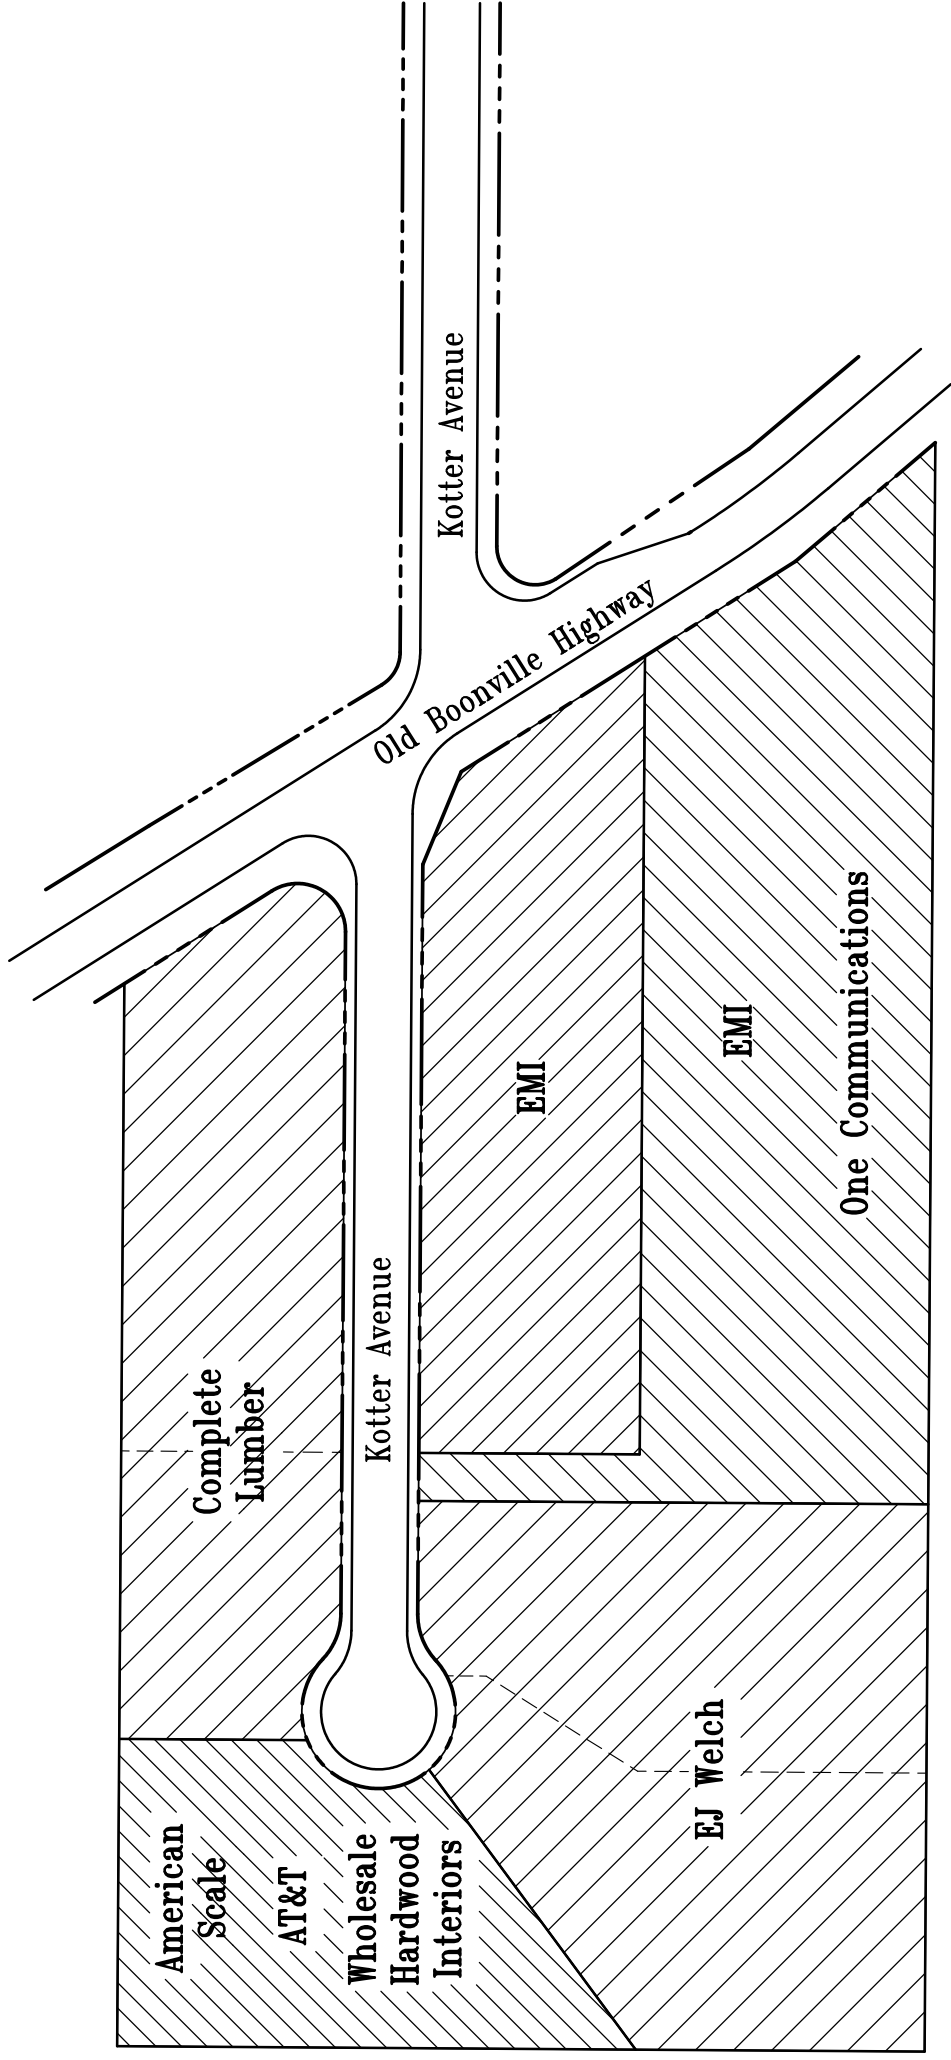 American
Scale
AT&T
Wholesale
Hardwood
Interiors
Complete
Lumber
Kotter Avenue
EJ Welch
EMI
EMI
One Communications
Old Boonville Highway
Kotter Avenue